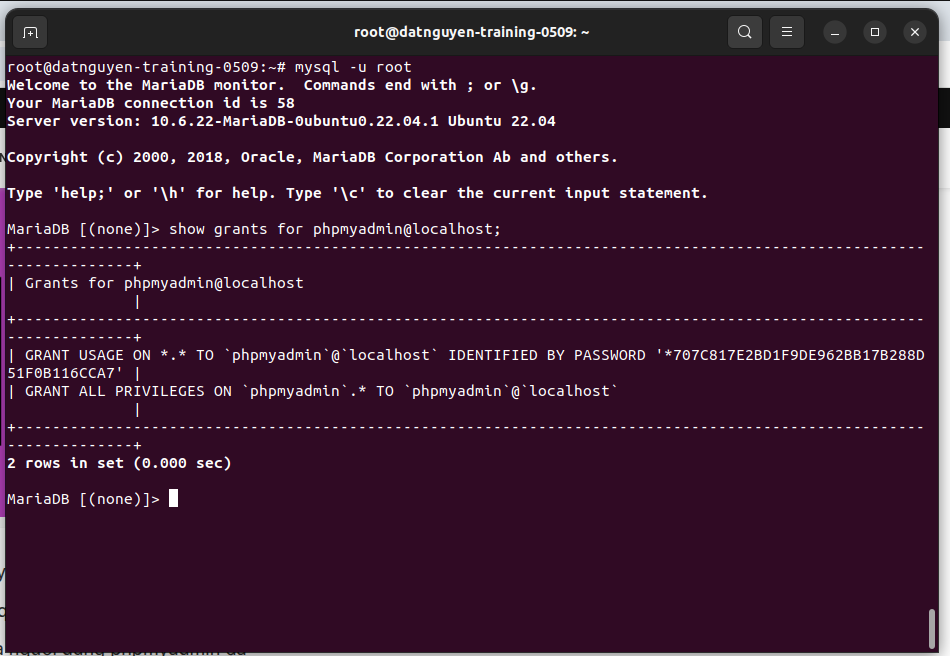 root@datnguyen-training-0509: ~
root@datnguyen-training-0509:~# mysql -u root
Welcome to the MariaDB monitor.  Commands end with ; or \g.
Your MariaDB connection id is 58
Server version: 10.6.22-MariaDB-0ubuntu0.22.04.1 Ubuntu 22.04
Copyright (c) 2000, 2018, Oracle, MariaDB Corporation Ab and others.
Type 'help;' or '\h' for help. Type '\c' to clear the current input statement.
MariaDB [(none)]> show grants for phpmyadmin@localhost;
+-----------------------------------------------------------------------------------------------------
--------------+
| Grants for phpmyadmin@localhost
|
+-----------------------------------------------------------------------------------------------------
--------------+
| GRANT USAGE ON *.* TO `phpmyadmin`@`localhost` IDENTIFIED BY PASSWORD '*707C817E2BD1F9DE962BB17B288D
51F0B116CCA7' |
| GRANT ALL PRIVILEGES ON `phpmyadmin`.* TO `phpmyadmin`@`localhost`
|
+-----------------------------------------------------------------------------------------------------
--------------+
2 rows in set (0.000 sec)
MariaDB [(none)]>